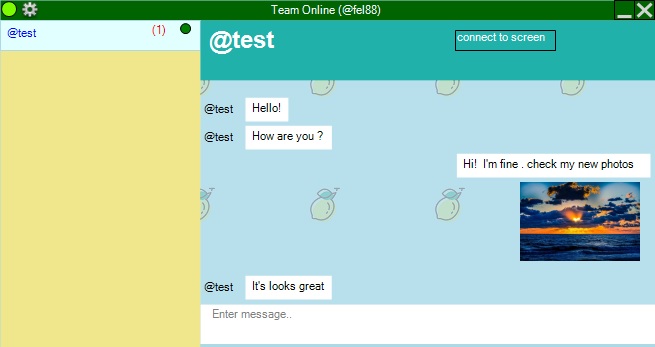 Team Online (@fel88)
@test (1)
@test
connect to screen
@test Hello!
@test How are you ?
Hi! I'm fine . check my new photos
@test It's looks great
Enter message..